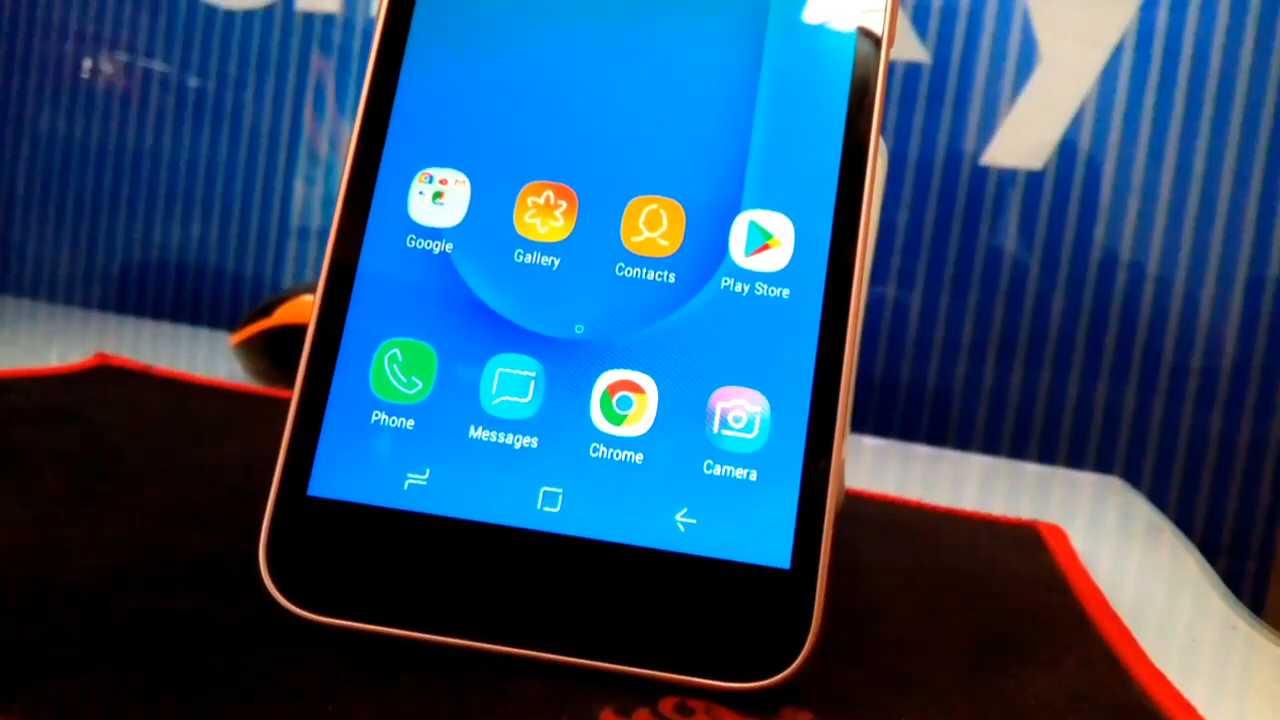 Google
Gallery
Contacts
Play Store
Phone
Messages
Chrome
Camera